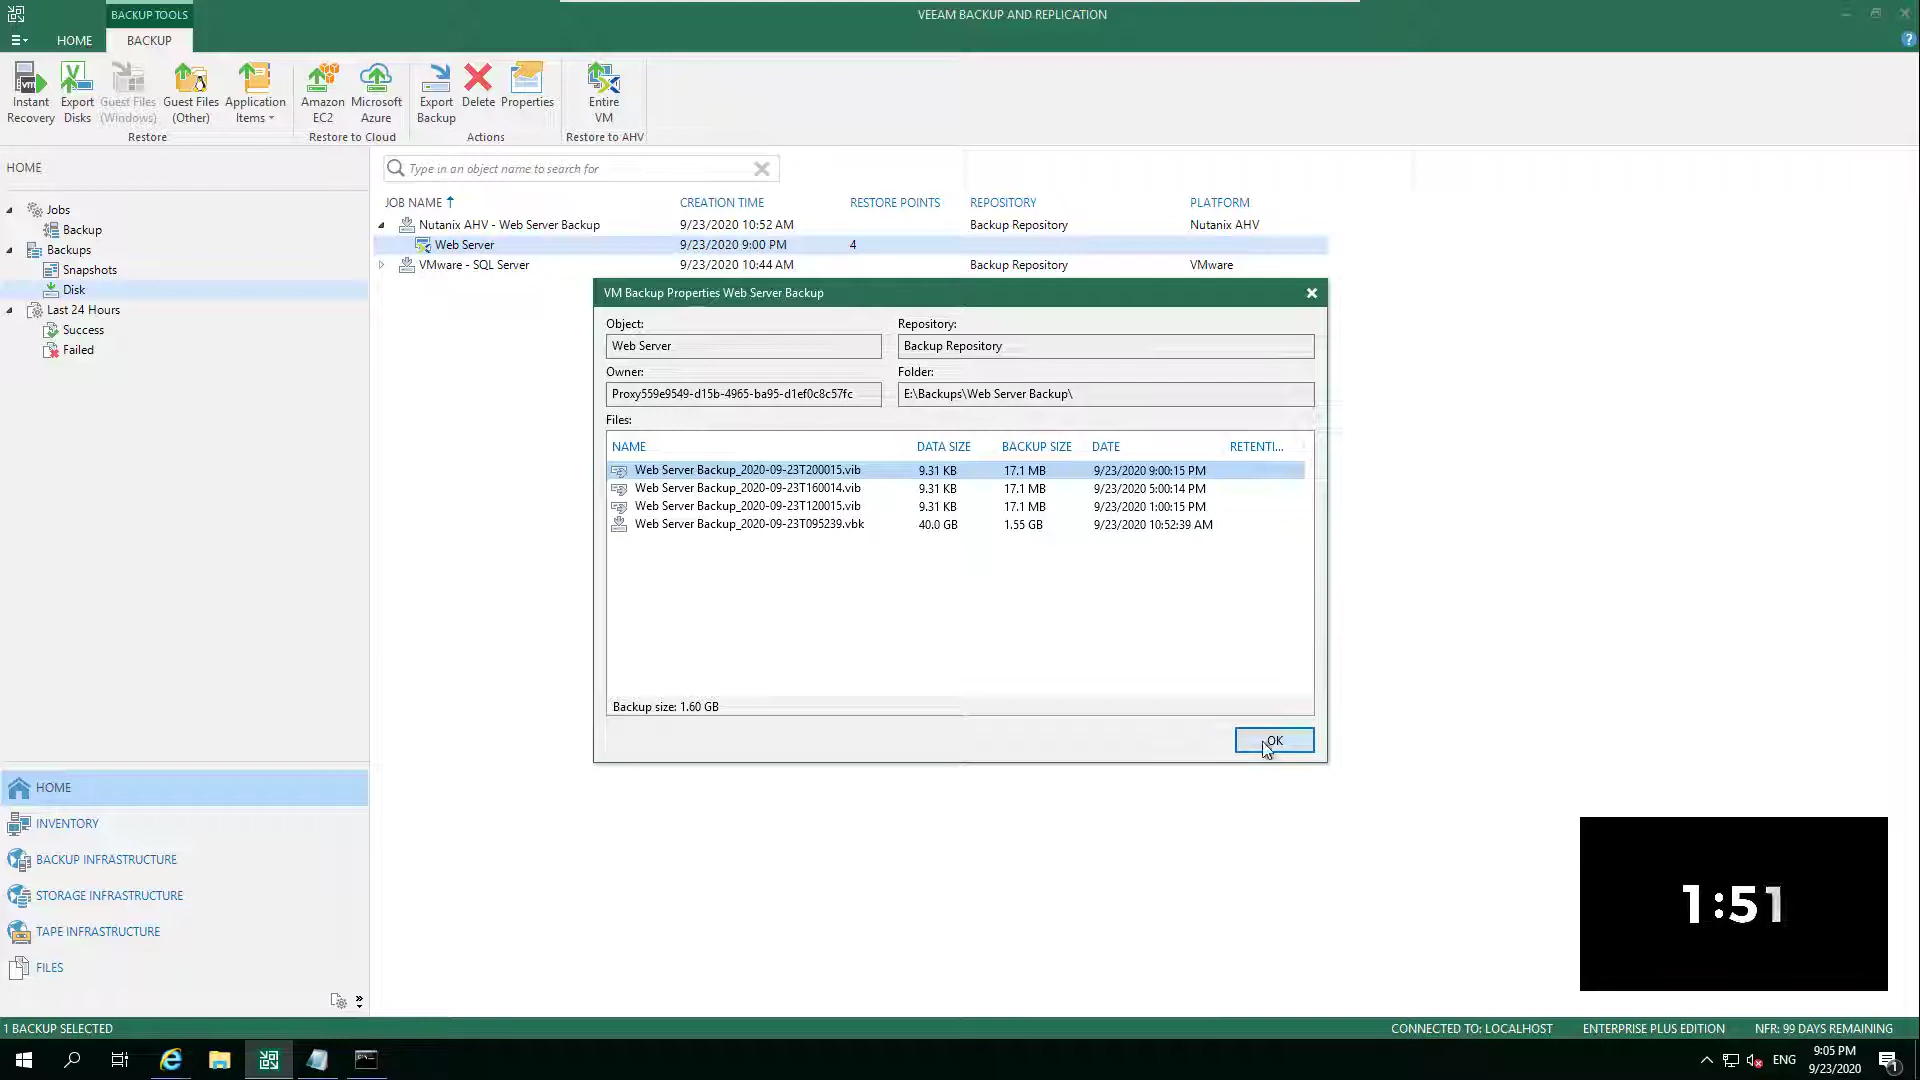 BACKUP TOOLS
VEEAM BACKUP AND REPLICATION
HOME
BACKUP
Instant Recovery
Export Disks
Guest Files (Windows)
Guest Files (Other)
Application Items
Restore
Amazon EC2
Microsoft Azure
Restore to Cloud
Export Backup
Delete
Properties
Actions
Entire VM
Restore to AHV
HOME
Jobs
Backup
Backups
Snapshots
Disk
Last 24 Hours
Success
Failed
Type in an object name to search for
JOB NAME CREATION TIME RESTORE POINTS REPOSITORY PLATFORM
Nutanix AHV - Web Server Backup 9/23/2020 10:52 AM Backup Repository Nutanix AHV
Web Server 9/23/2020 9:00 PM 4
VMware - SQL Server 9/23/2020 10:44 AM Backup Repository VMware
VM Backup Properties Web Server Backup
Object:
Web Server
Repository:
Backup Repository
Owner:
Proxy559e9549-d15b-4965-ba95-d1ef0c8c57fc
Folder:
E:\Backups\Web Server Backup\
Files:
NAME DATA SIZE BACKUP SIZE DATE RETENTI...
Web Server Backup_2020-09-23T200015.vib 9.31 KB 17.1 MB 9/23/2020 9:00:15 PM
Web Server Backup_2020-09-23T160014.vib 9.31 KB 17.1 MB 9/23/2020 5:00:14 PM
Web Server Backup_2020-09-23T120015.vib 9.31 KB 17.1 MB 9/23/2020 1:00:15 PM
Web Server Backup_2020-09-23T095239.vbk 40.0 GB 1.55 GB 9/23/2020 10:52:39 AM
Backup size: 1.60 GB
OK
HOME
INVENTORY
BACKUP INFRASTRUCTURE
STORAGE INFRASTRUCTURE
TAPE INFRASTRUCTURE
FILES
1:51
1 BACKUP SELECTED
CONNECTED TO: LOCALHOST
ENTERPRISE PLUS EDITION
NFR: 99 DAYS REMAINING
ENG
9:05 PM
9/23/2020
1